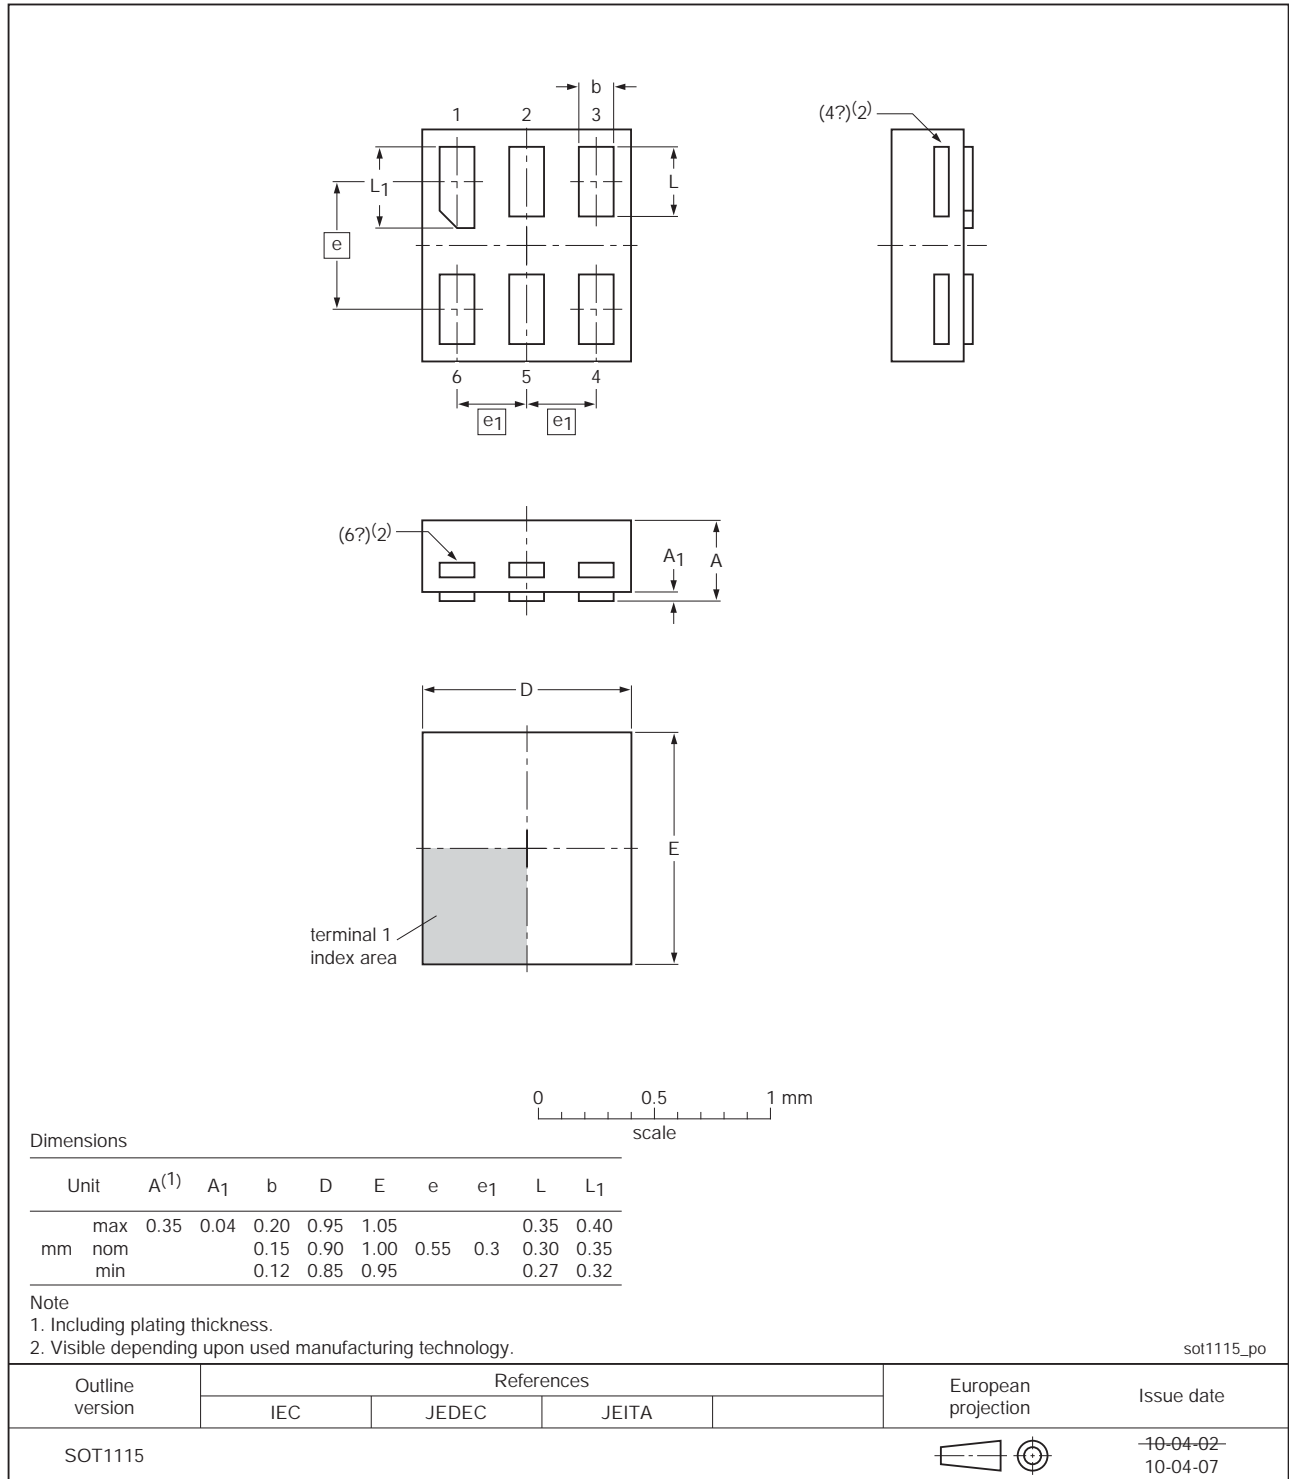 b
1 2 3
(4?)(2)
L1
L
e
6 5 4
e1 e1
(6?)(2)
A1 A
D
E
terminal 1
index area
0 0.5 1 mm
scale
Dimensions
Unit A(1) A1 b D E e e1 L L1
max 0.35 0.04 0.20 0.95 1.05 0.35 0.40
mm nom 0.15 0.90 1.00 0.55 0.3 0.30 0.35
min 0.12 0.85 0.95 0.27 0.32
Note
1. Including plating thickness.
2. Visible depending upon used manufacturing technology.
sot1115_po
Outline
version
References
IEC JEDEC JEITA
European
projection
Issue date
SOT1115
10-04-02
10-04-07